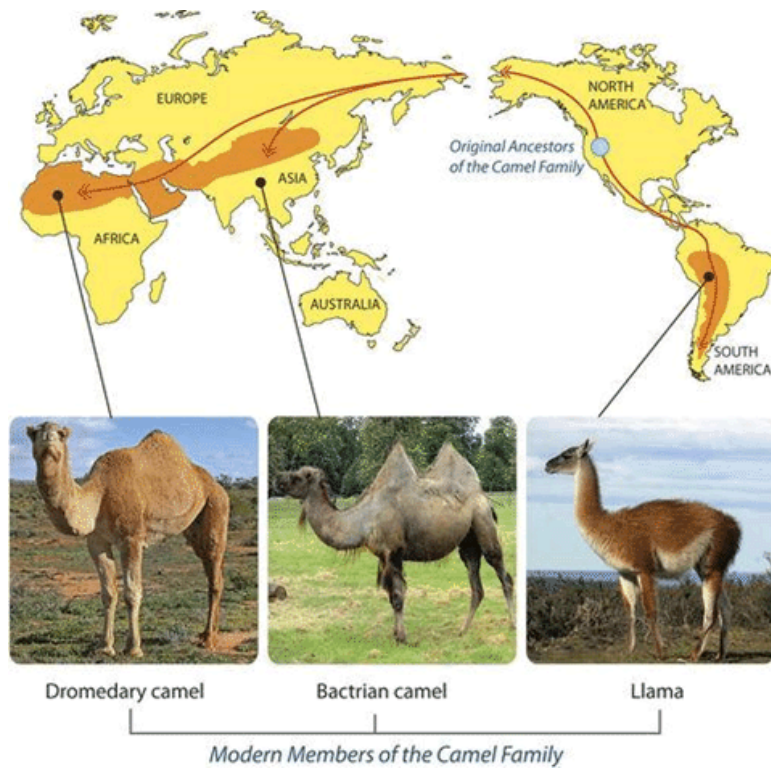 EUROPE
NORTH
AMERICA
Original Ancestors
of the Camel Family
ASIA
AFRICA
AUSTRALIA
SOUTH
AMERICA
Dromedary camel
Bactrian camel
Llama
Modern Members of the Camel Family